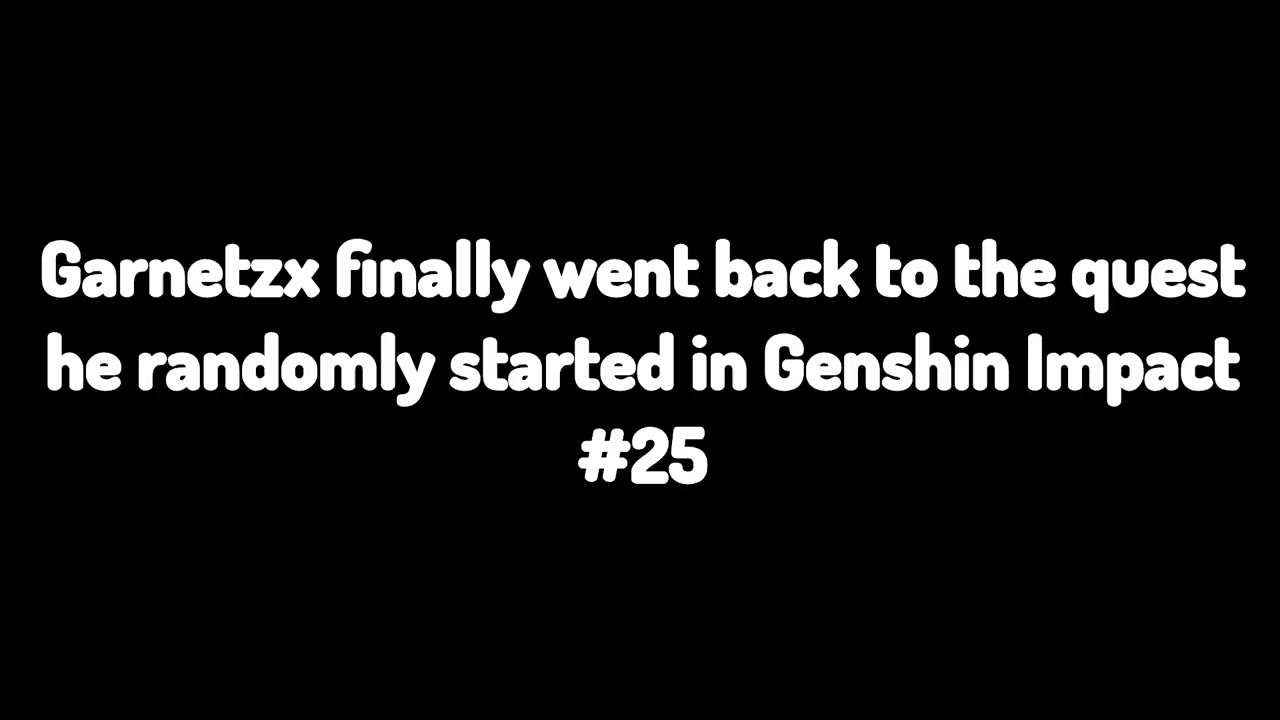 Garnetzx finally went back to the quest
he randomly started in Genshin Impact
#25